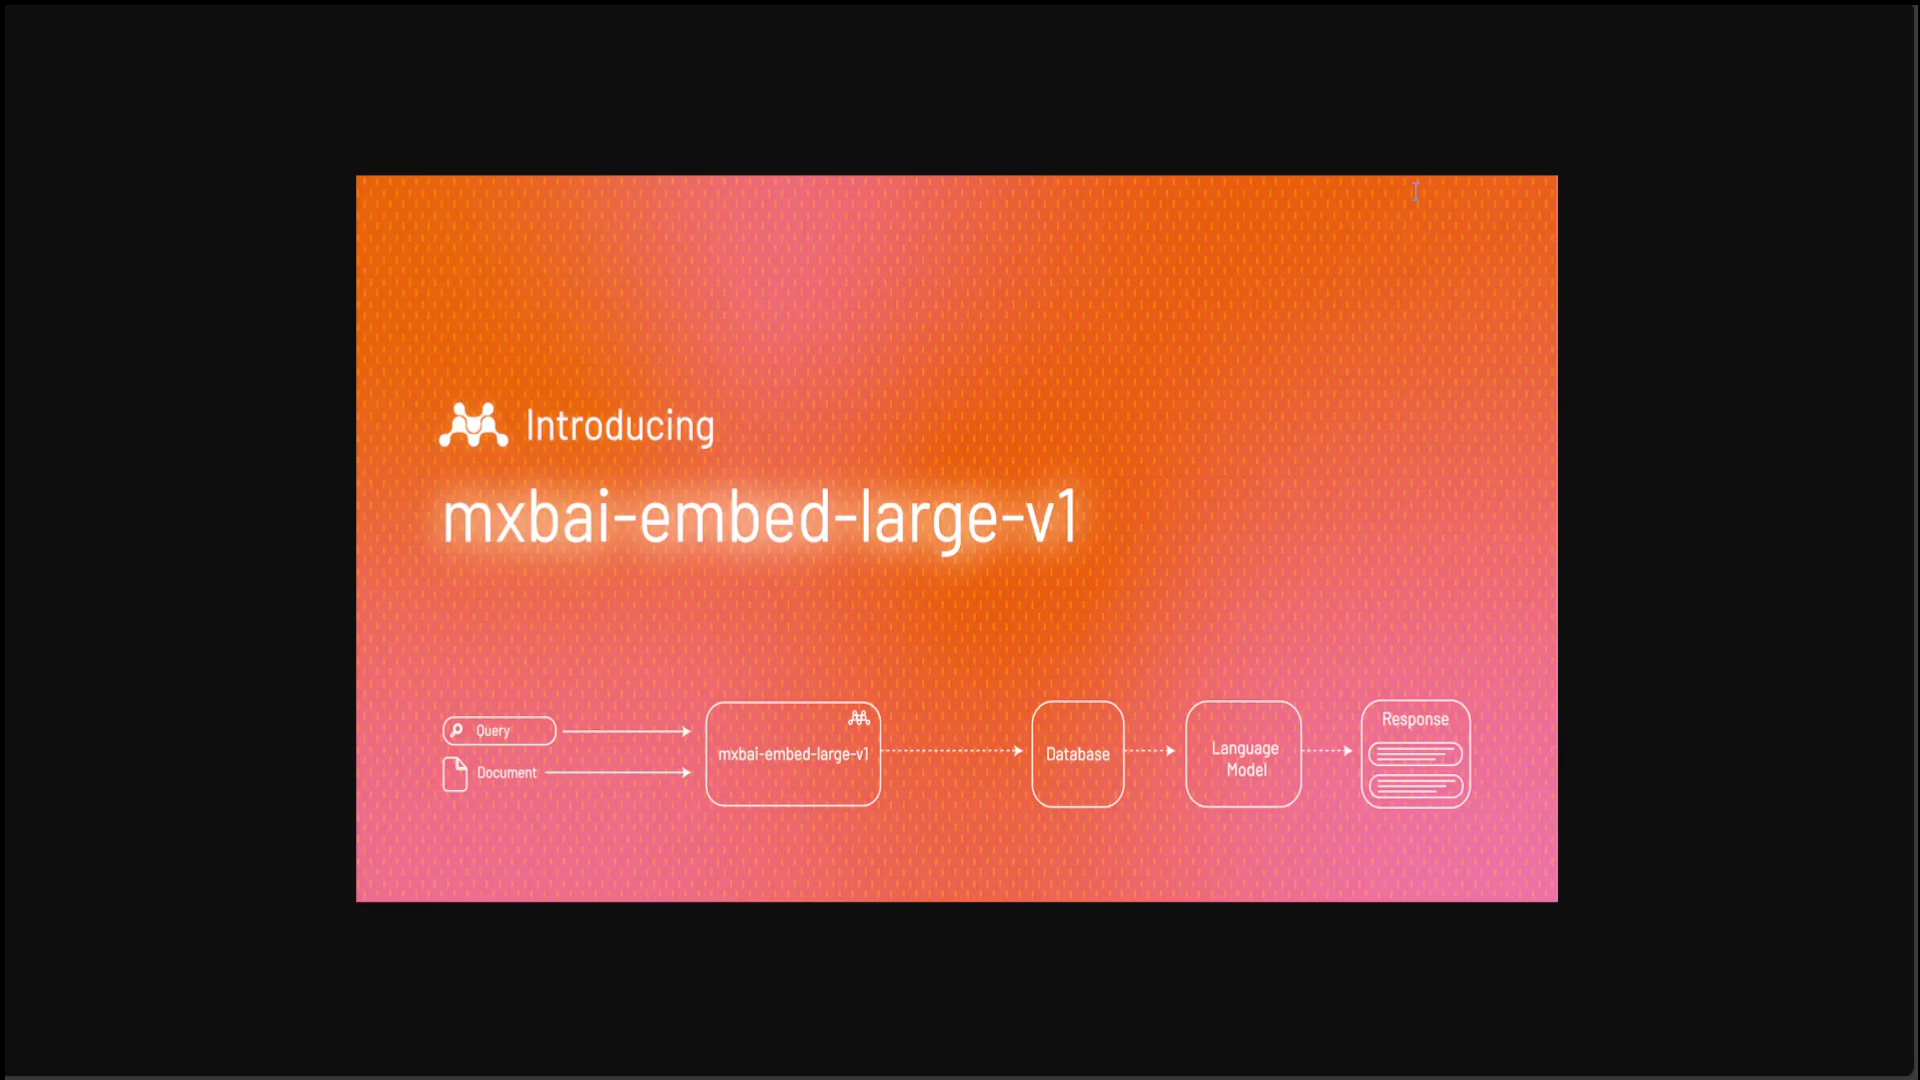 Introducing
mxbai-embed-large-v1
Query
Document
mxbai-embed-large-v1
Database
Language
Model
Response